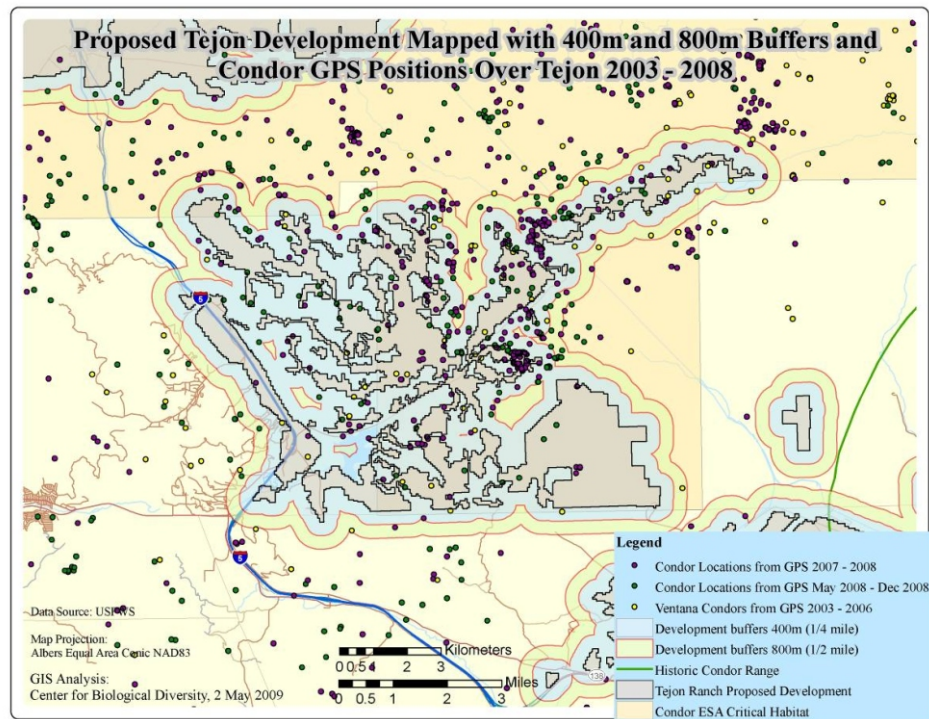 Proposed Tejon Development Mapped with 400m and 800m Buffers and
Condor GPS Positions Over Tejon 2003 - 2008
5
5
138
Legend
Condor Locations from GPS 2007 - 2008
Condor Locations from GPS May 2008 - Dec 2008
Ventana Condors from GPS 2003 - 2006
Development buffers 400m (1/4 mile)
Development buffers 800m (1/2 mile)
Historic Condor Range
Tejon Ranch Proposed Development
Condor ESA Critical Habitat
Data Source: USFWS
Map Projection:
Albers Equal Area Conic NAD83
GIS Analysis:
Center for Biological Diversity, 2 May 2009
Kilometers
0 0.5 1 2 3
Miles
0 0.5 1 2 3